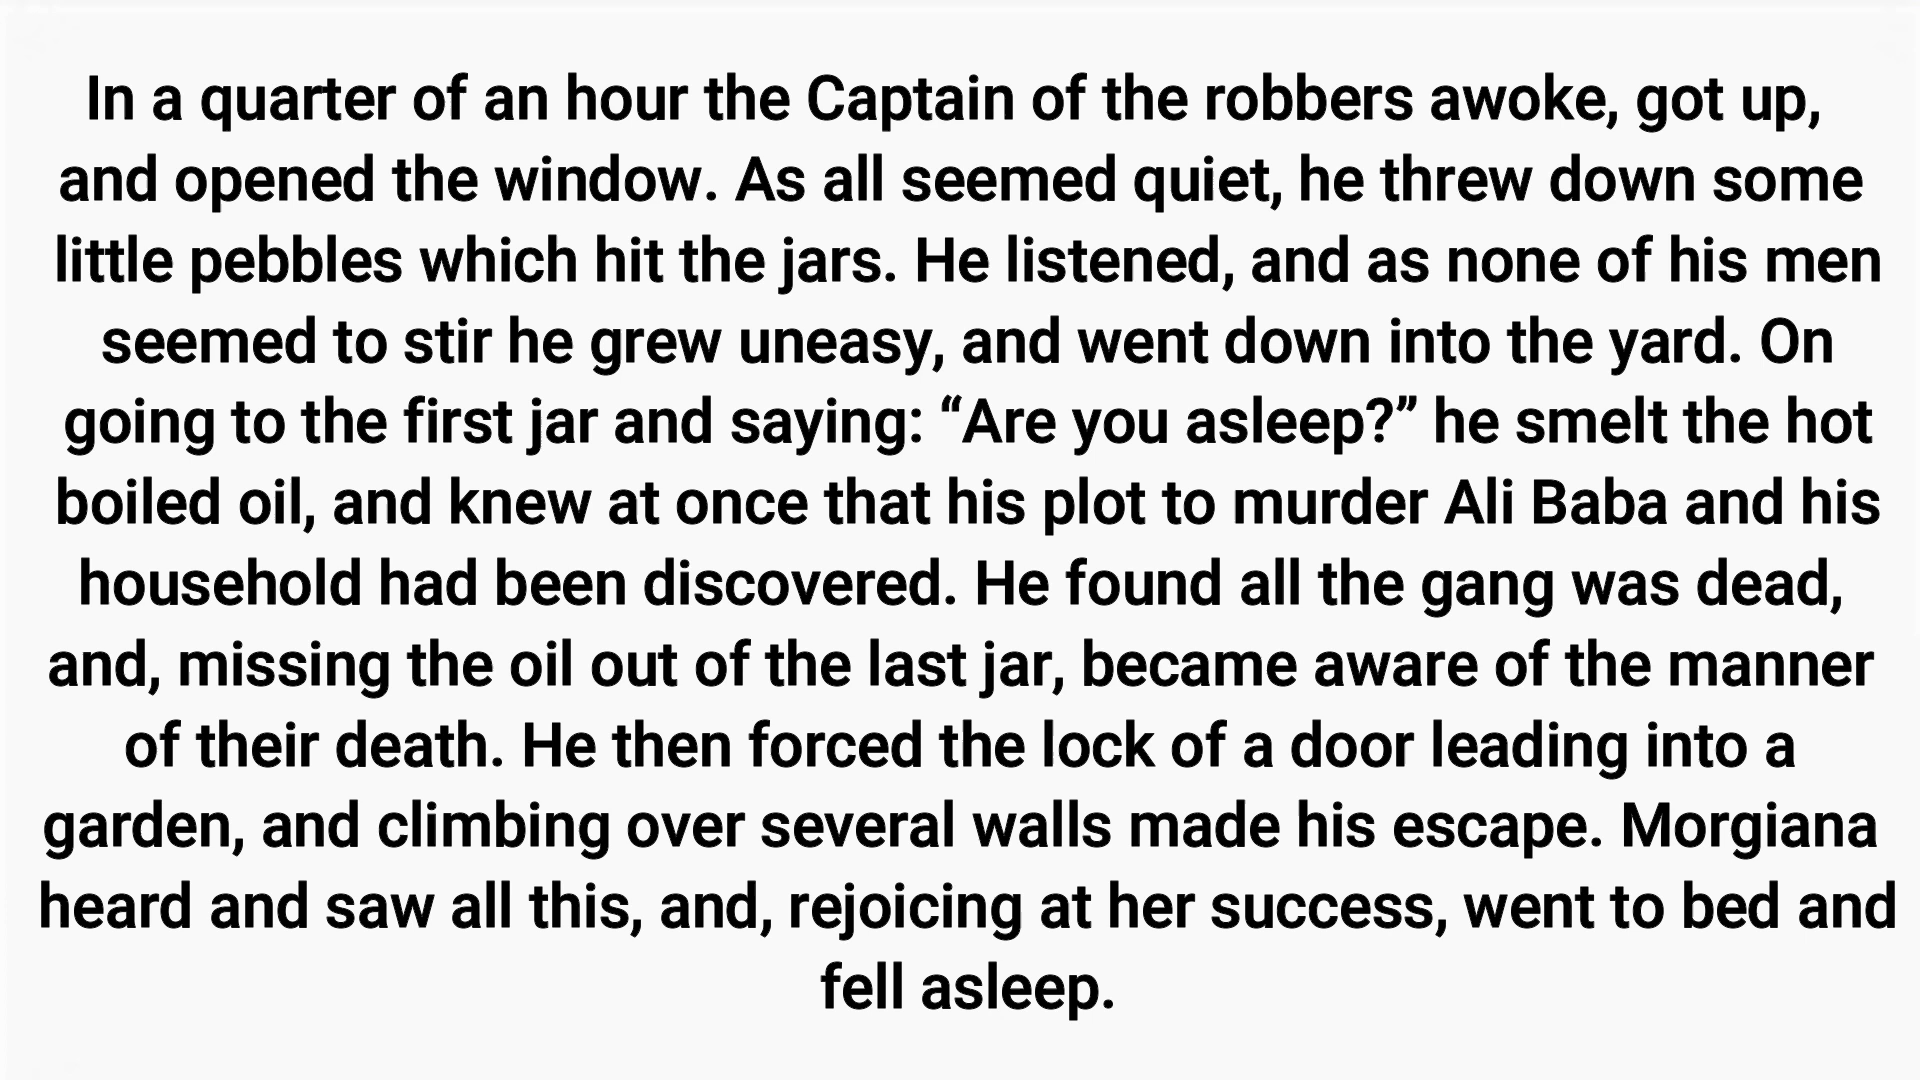 In a quarter of an hour the Captain of the robbers awoke, got up,
and opened the window. As all seemed quiet, he threw down some
little pebbles which hit the jars. He listened, and as none of his men
seemed to stir he grew uneasy, and went down into the yard. On
going to the first jar and saying: “Are you asleep?” he smelt the hot
boiled oil, and knew at once that his plot to murder Ali Baba and his
household had been discovered. He found all the gang was dead,
and, missing the oil out of the last jar, became aware of the manner
of their death. He then forced the lock of a door leading into a
garden, and climbing over several walls made his escape. Morgiana
heard and saw all this, and, rejoicing at her success, went to bed and
fell asleep.